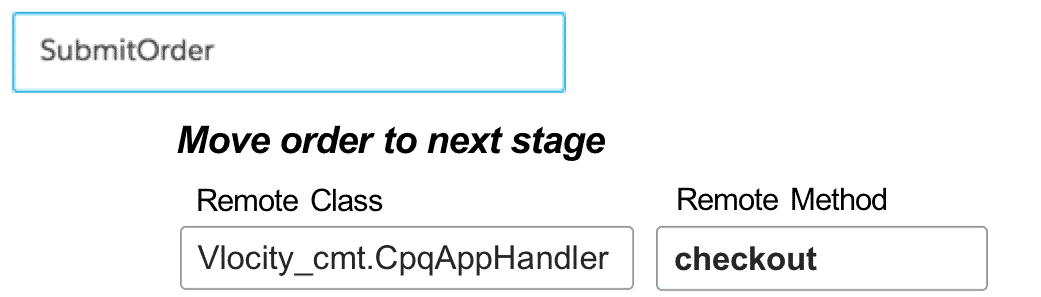 SubmitOrder
Move order to next stage
Remote Class Remote Method
Vlocity_cmt.CpqAppHandler checkout